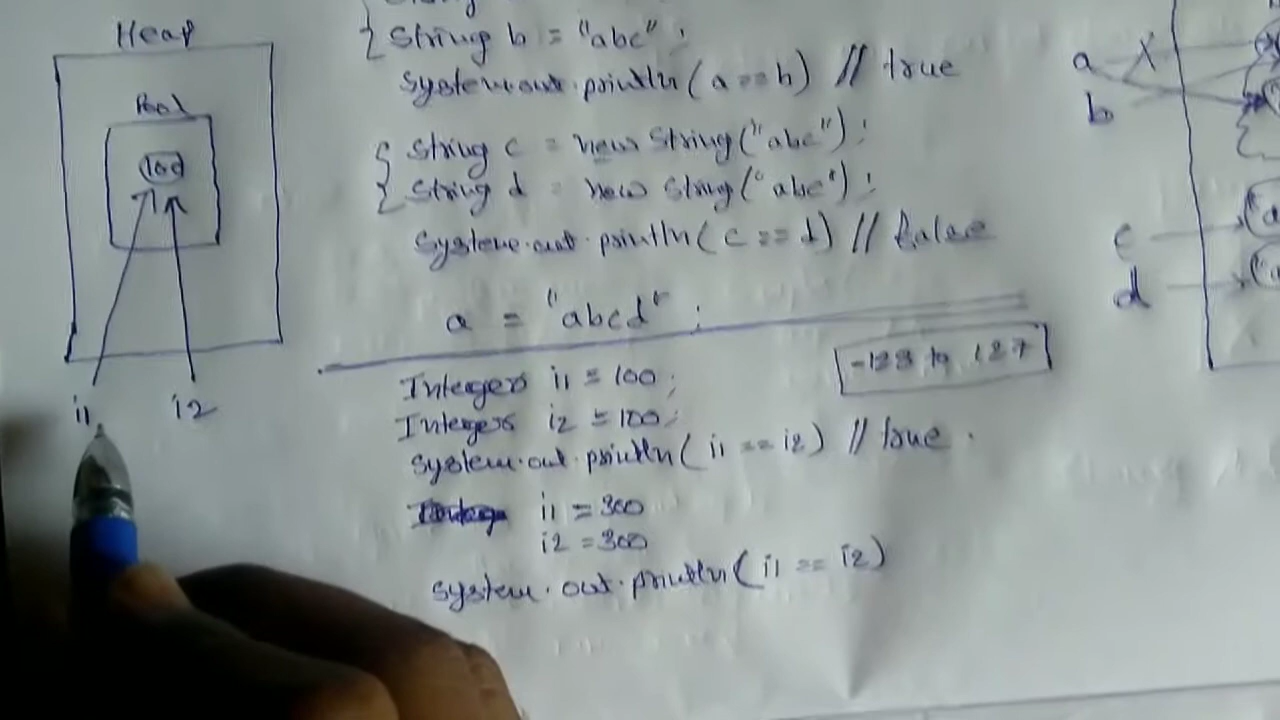 Heap
Pool
100
i1 i2
String b = "abc" ;
System.out.println(a==b) // true
String c = new String("abc") ;
String d = new String("abc") ;
System.out.println(c==d) // false
a = "abcd" ;
-128 to 127
Integer i1 = 100 ;
Integer i2 = 100 ;
System.out.println(i1 == i2) // true .
i1 = 300
i2 = 300
System.out.println(i1 == i2)
a
b
c
d